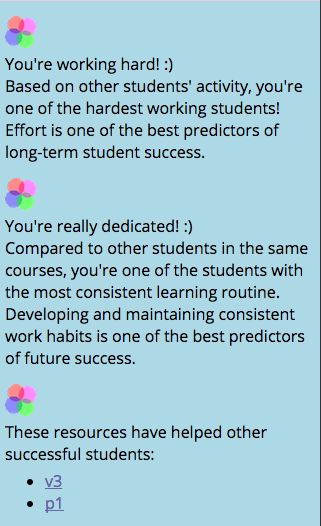 You're working hard! :)
Based on other students' activity, you're
one of the hardest working students!
Effort is one of the best predictors of
long-term student success.
You're really dedicated! :)
Compared to other students in the same
courses, you're one of the students with
the most consistent learning routine.
Developing and maintaining consistent
work habits is one of the best predictors
of future success.
These resources have helped other
successful students:
• v3
• p1